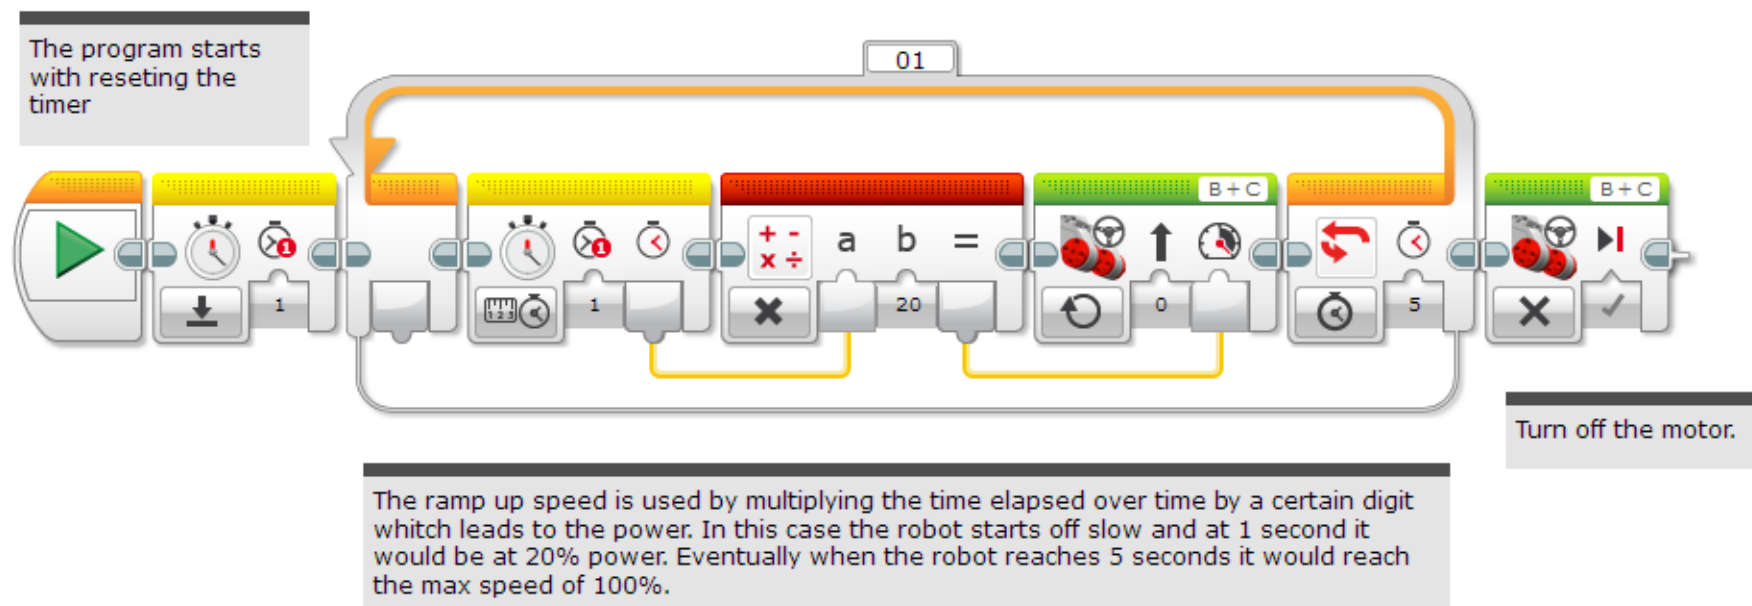 The program starts
with reseting the
timer
01
B+C
B+C
1
1
a b =
20
0
5
1 2 3
Turn off the motor.
The ramp up speed is used by multiplying the time elapsed over time by a certain digit
whitch leads to the power. In this case the robot starts off slow and at 1 second it
would be at 20% power. Eventually when the robot reaches 5 seconds it would reach
the max speed of 100%.